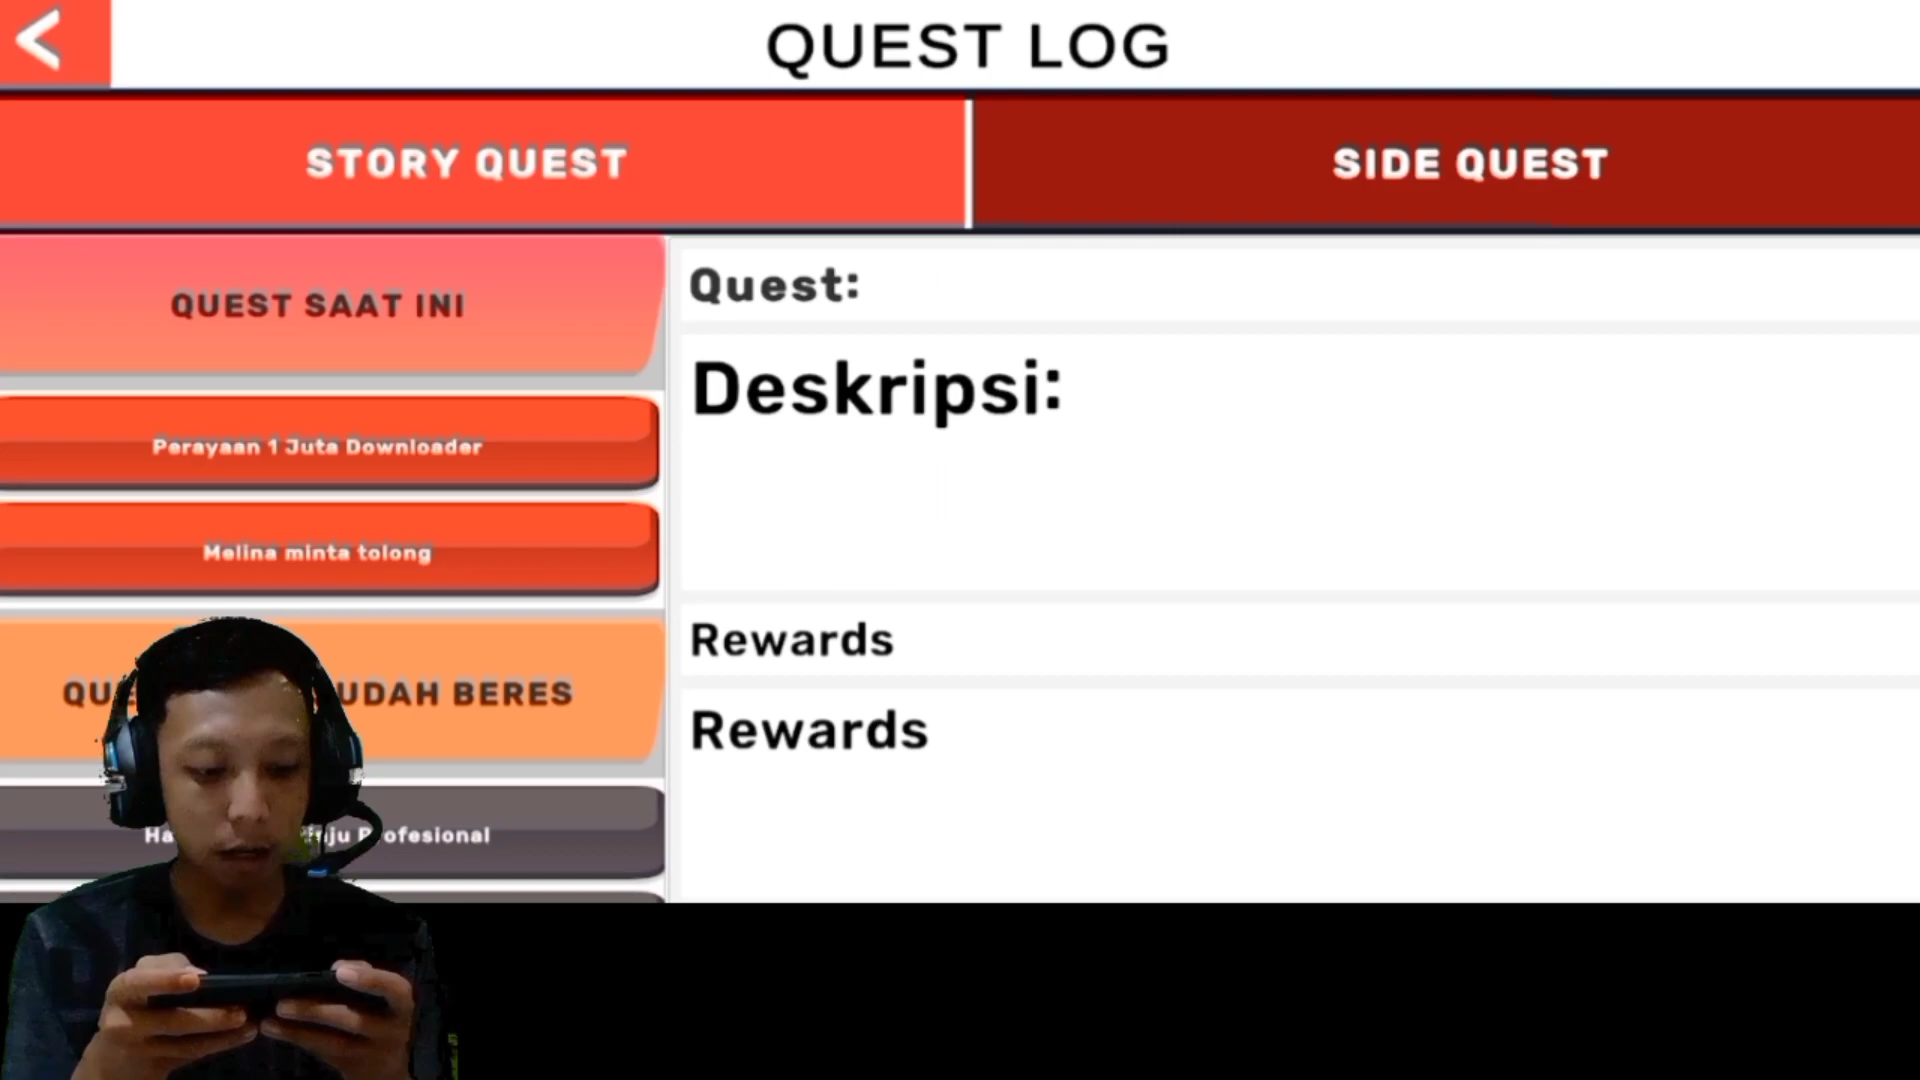 QUEST LOG
STORY QUEST
SIDE QUEST
QUEST SAAT INI
Perayaan 1 Juta Downloader
Melina minta tolong
UDAH BERES
ofesional
Quest:
Deskripsi:
Rewards
Rewards